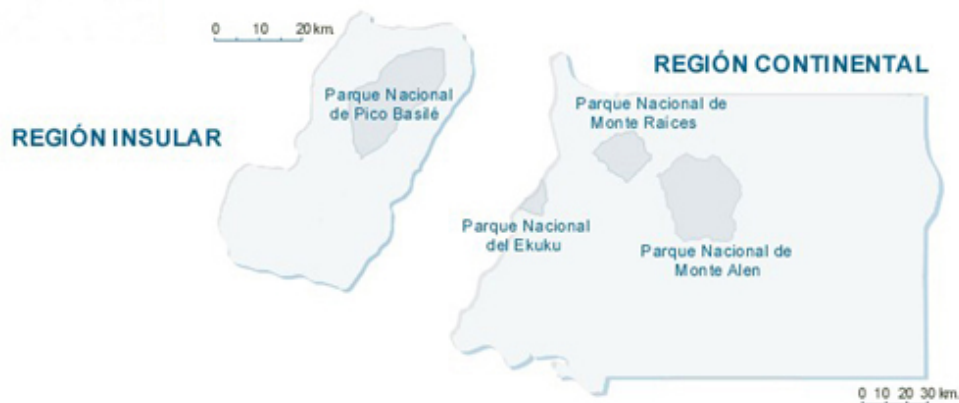 0 10 20 km.
REGIÓN CONTINENTAL
Parque Nacional
de Pico Basilé
Parque Nacional de
Monte Raíces
REGIÓN INSULAR
Parque Nacional
del Ekuku
Parque Nacional de
Monte Alen
0 10 20 30 km.